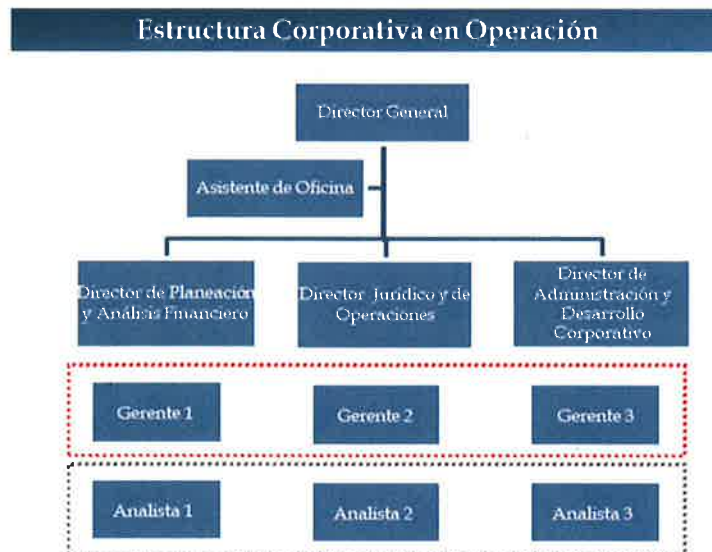 Estructura Corporativa en Operación
Director General
Asistente de Oficina
Director de Planeación
y Análisis Financiero
Director Jurídico y de
Operaciones
Director de
Administración y
Desarrollo
Corporativo
Gerente 1
Gerente 2
Gerente 3
Analista 1
Analista 2
Analista 3